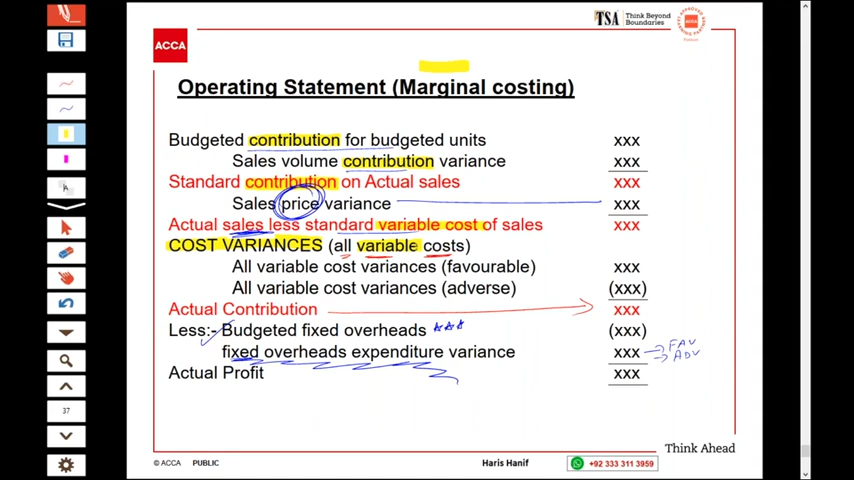 TSA Think Beyond Boundaries
ACCA
Operating Statement (Marginal costing)
Budgeted contribution for budgeted units xxx
Sales volume contribution variance xxx
Standard contribution on Actual sales xxx
Sales price variance xxx
Actual sales less standard variable cost of sales xxx
COST VARIANCES (all variable costs)
All variable cost variances (favourable) xxx
All variable cost variances (adverse) (xxx)
Actual Contribution xxx
Less:- Budgeted fixed overheads (xxx)
fixed overheads expenditure variance xxx FAV
ADV
Actual Profit xxx
37
Think Ahead
© ACCA PUBLIC Haris Hanif +92 333 311 3959